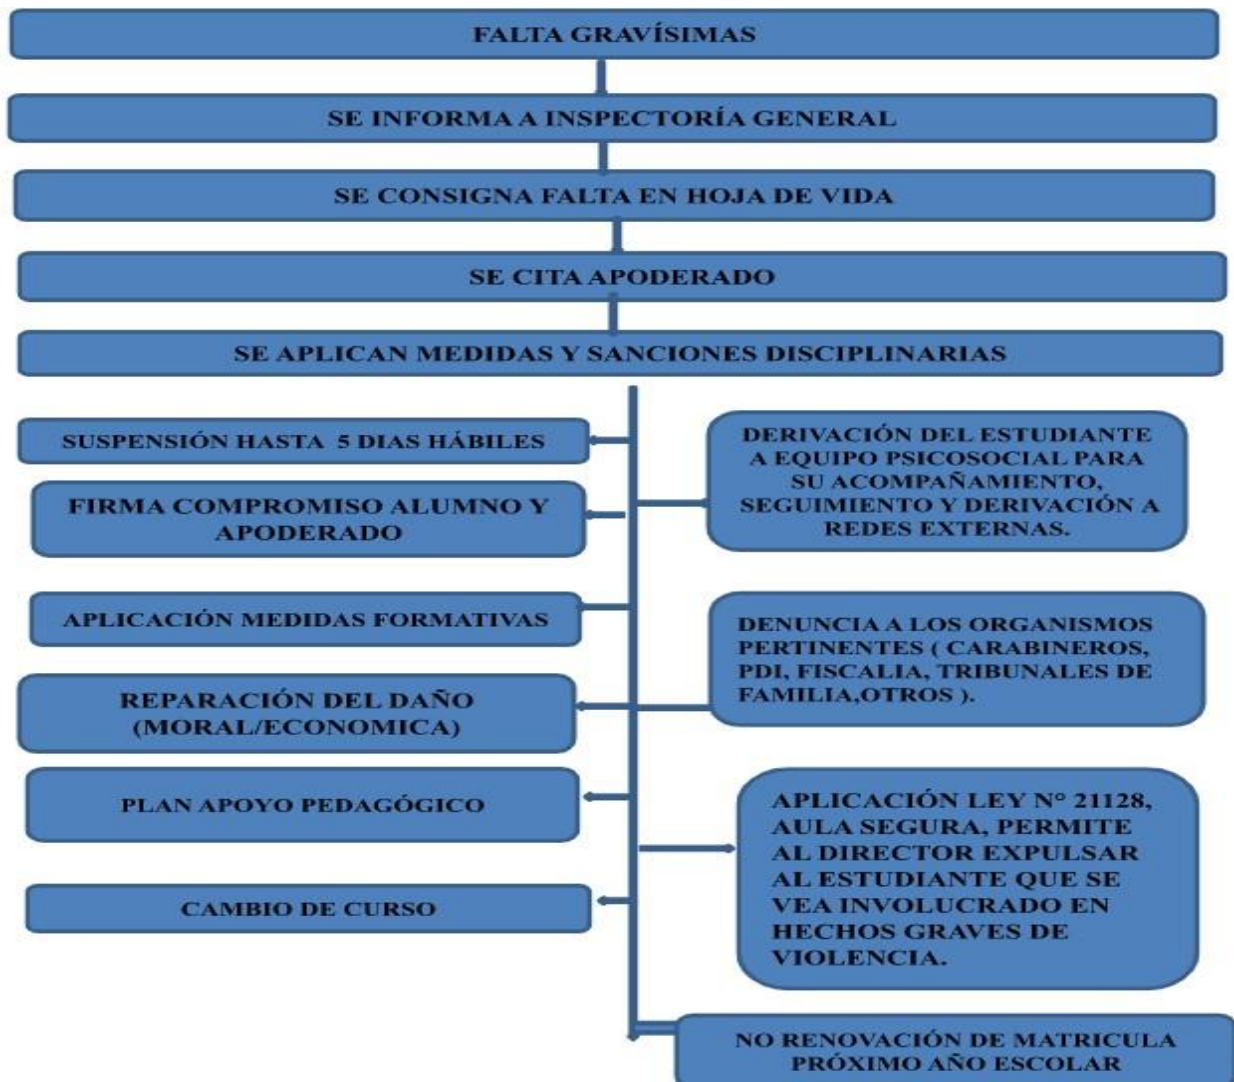 FALTA GRAVÍSIMAS
SE INFORMA A INSPECTORÍA GENERAL
SE CONSIGNA FALTA EN HOJA DE VIDA
SE CITA APODERADO
SE APLICAN MEDIDAS Y SANCIONES DISCIPLINARIAS
SUSPENSIÓN HASTA 5 DIAS HÁBILES
FIRMA COMPROMISO ALUMNO Y
APODERADO
APLICACIÓN MEDIDAS FORMATIVAS
REPARACIÓN DEL DAÑO
(MORAL/ECONOMICA)
PLAN APOYO PEDAGÓGICO
CAMBIO DE CURSO
DERIVACIÓN DEL ESTUDIANTE
A EQUIPO PSICOSOCIAL PARA
SU ACOMPAÑAMIENTO,
SEGUIMIENTO Y DERIVACIÓN A
REDES EXTERNAS.
DENUNCIA A LOS ORGANISMOS
PERTINENTES ( CARABINEROS,
PDI, FISCALIA, TRIBUNALES DE
FAMILIA,OTROS ).
APLICACIÓN LEY N° 21128,
AULA SEGURA, PERMITE
AL DIRECTOR EXPULSAR
AL ESTUDIANTE QUE SE
VEA INVOLUCRADO EN
HECHOS GRAVES DE
VIOLENCIA.
NO RENOVACIÓN DE MATRICULA
PRÓXIMO AÑO ESCOLAR